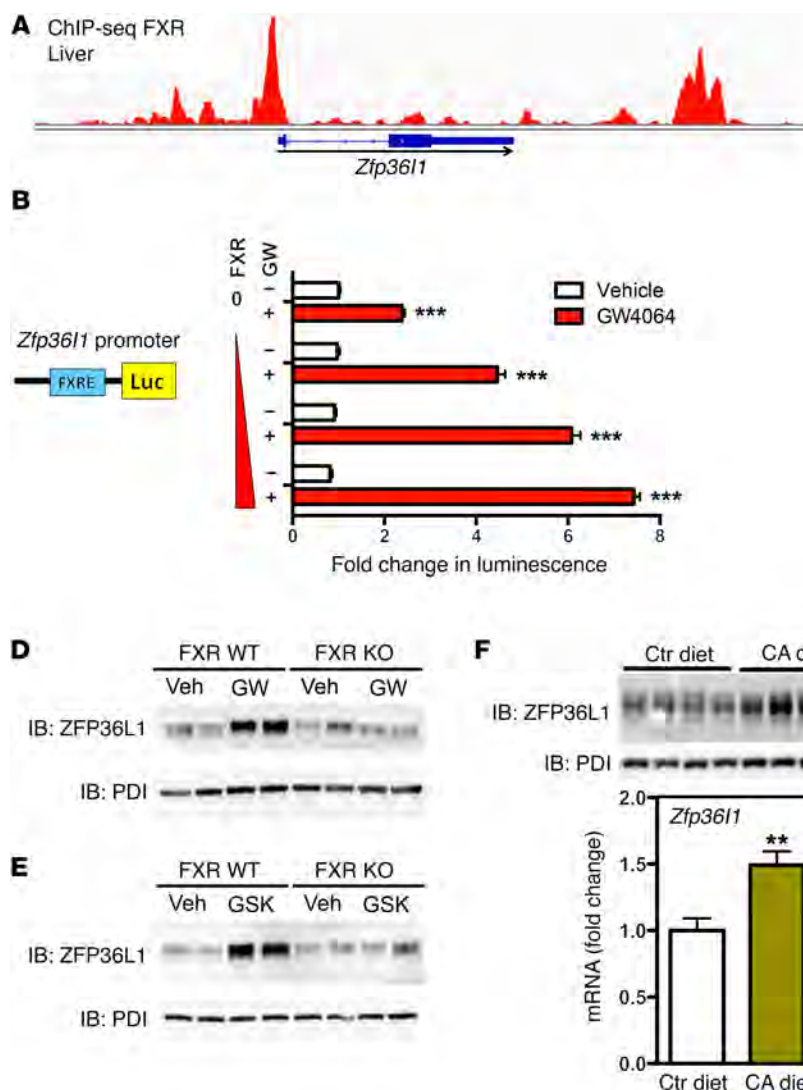 A ChIP-seq FXR
Liver
Zfp36l1
B
FXR
GW
0
–
+
***
–
+
***
–
+
***
–
+
***
Vehicle
GW4064
Zfp36l1 promoter
FXRE
Luc
0
2
4
6
8
Fold change in luminescence
D
FXR WT FXR KO
Veh GW Veh GW
IB: ZFP36L1
IB: PDI
E
FXR WT FXR KO
Veh GSK Veh GSK
IB: ZFP36L1
IB: PDI
F
Ctr diet CA d
IB: ZFP36L1
IB: PDI
Zfp36l1
mRNA (fold change)
2.0
1.5
1.0
0.5
0.0
**
Ctr diet CA die